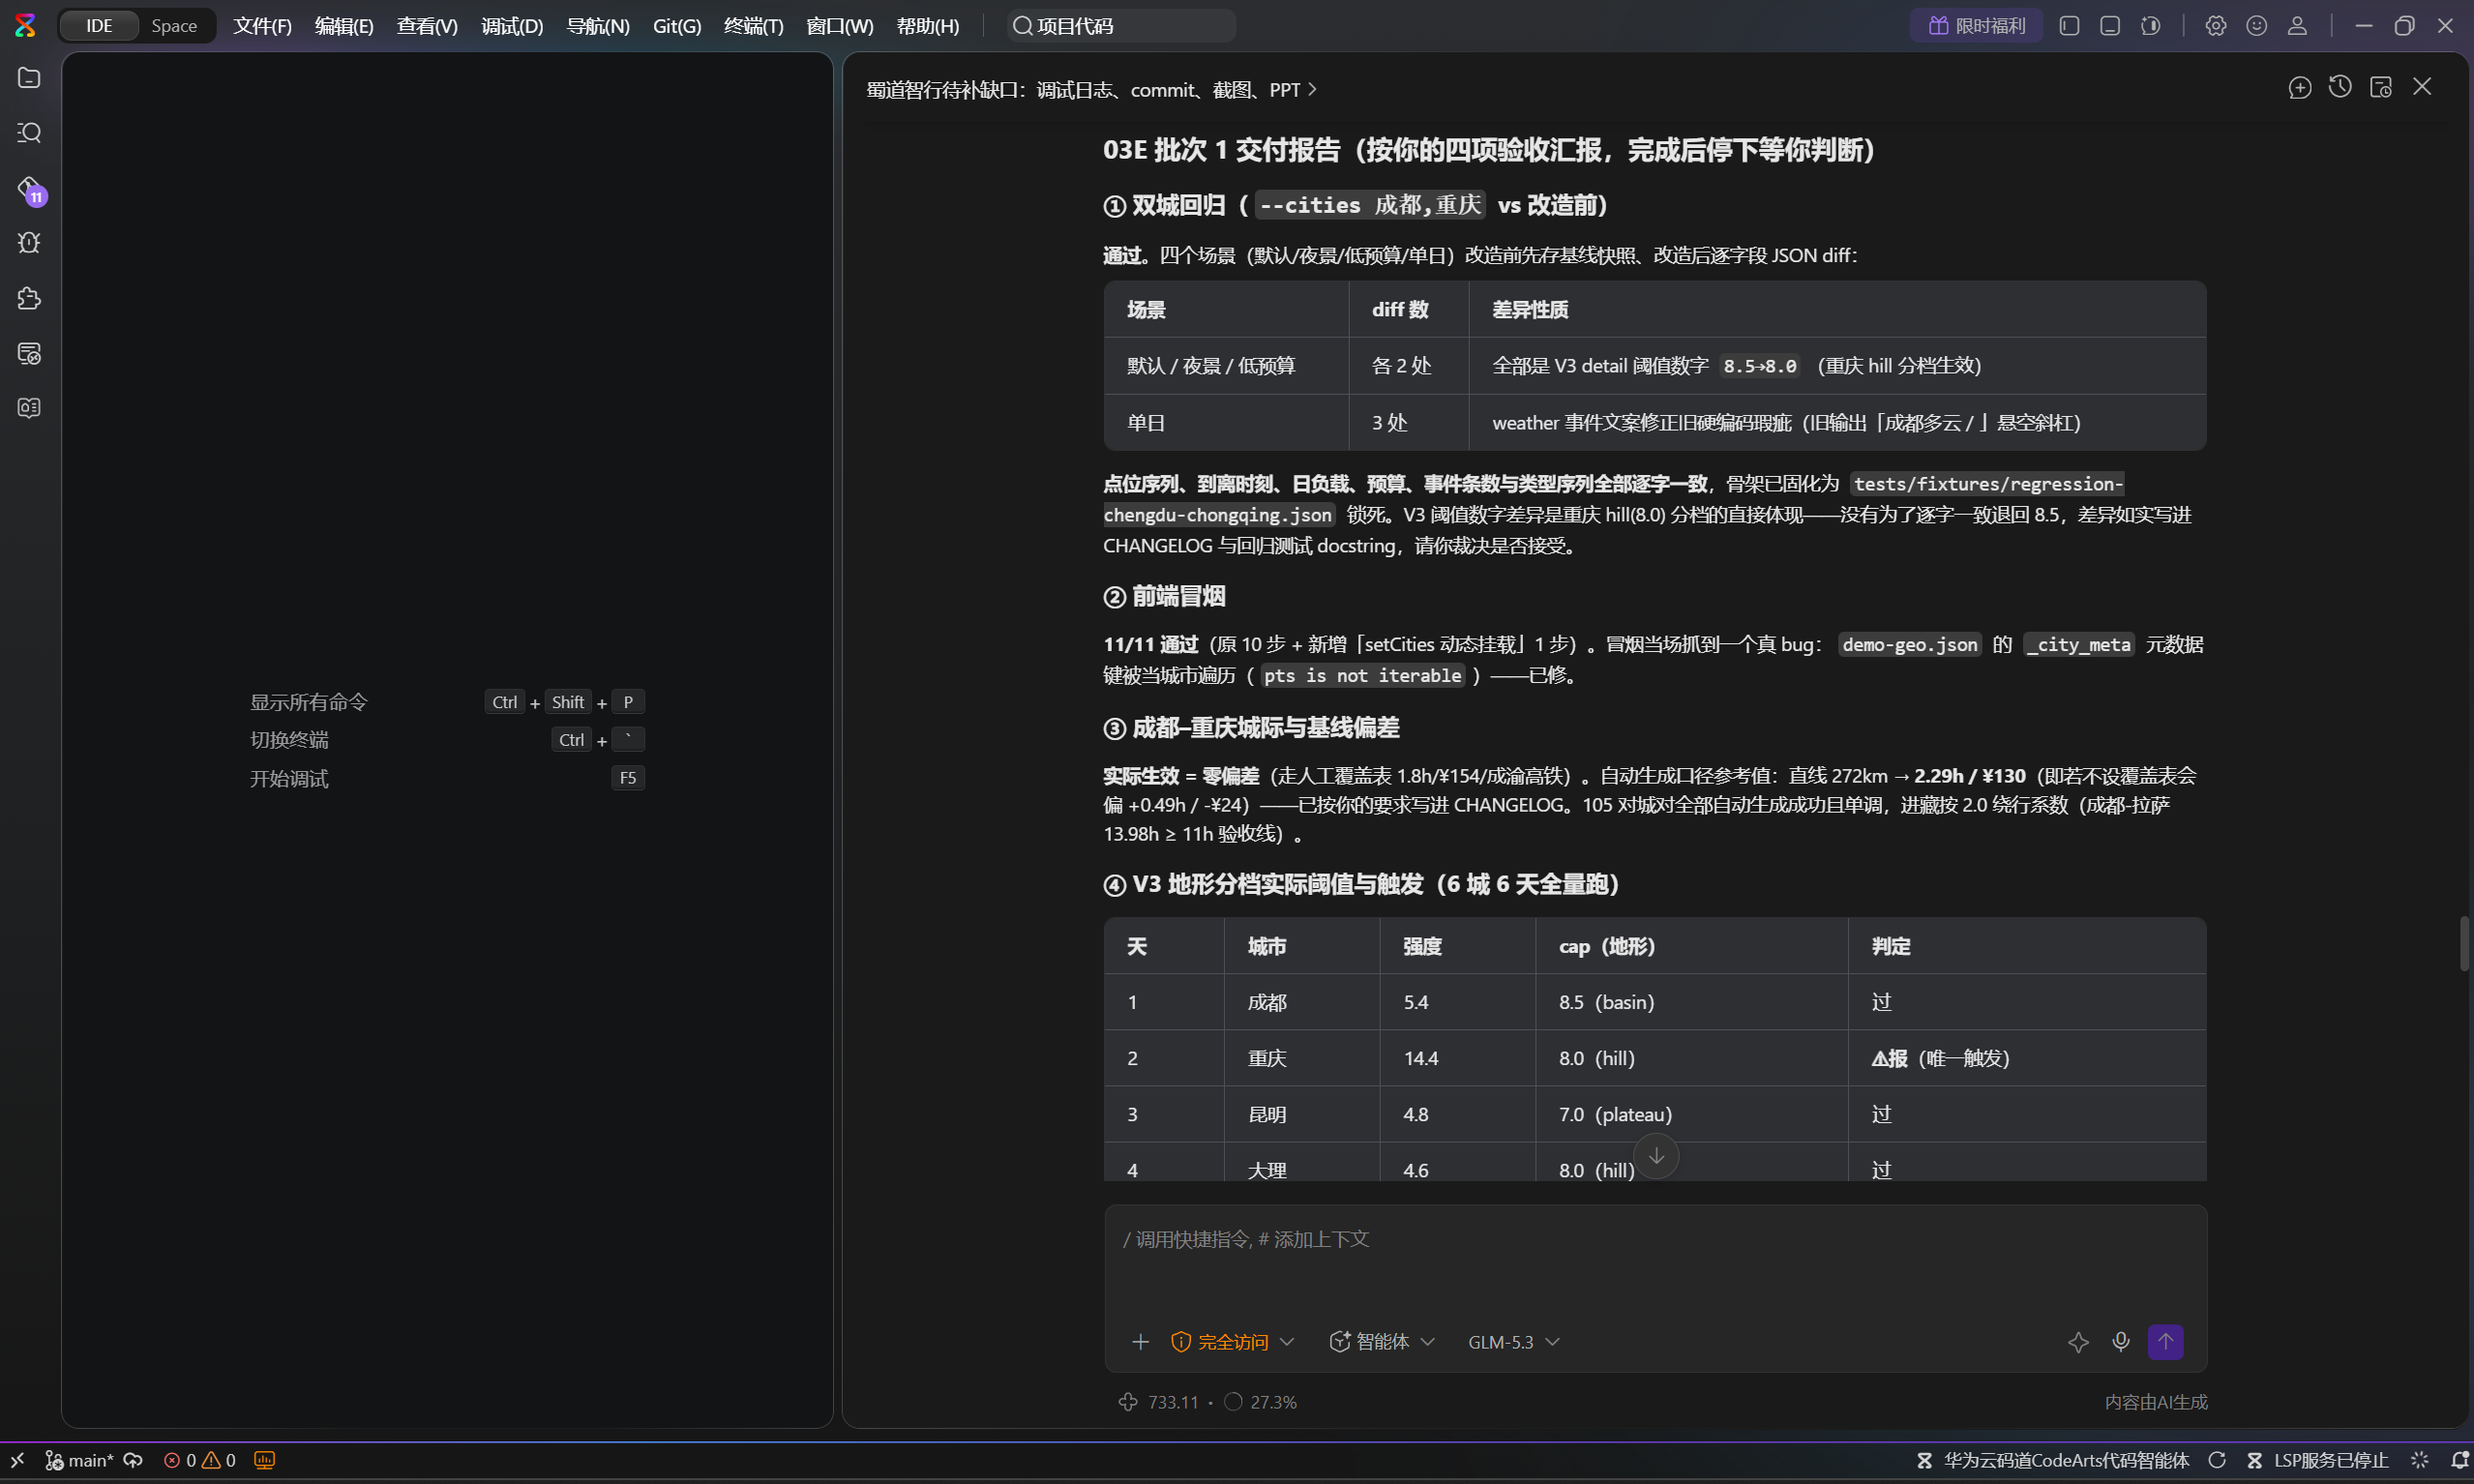 IDE Space 文件(F) 编辑(E) 查看(V) 调试(D) 导航(N) Git(G) 终端(T) 窗口(W) 帮助(H) 项目代码 限时福利
11
显示所有命令 Ctrl + Shift + P
切换终端 Ctrl + `
开始调试 F5
蜀道智行待补缺口：调试日志、commit、截图、PPT
03E 批次 1 交付报告（按你的四项验收汇报，完成后停下等你判断）
① 双城回归（ --cities 成都,重庆 vs 改造前）
通过。四个场景（默认/夜景/低预算/单日）改造前先存基线快照、改造后逐字段 JSON diff：
场景 diff 数 差异性质
默认 / 夜景 / 低预算 各 2 处 全部是 V3 detail 阈值数字 8.5→8.0 （重庆 hill 分档生效）
单日 3 处 weather 事件文案修正旧硬编码瑕疵（旧输出「成都多云 / 」悬空斜杠）
点位序列、到离时刻、日负载、预算、事件条数与类型序列全部逐字一致，骨架已固化为 tests/fixtures/regression-
chengdu-chongqing.json 锁死。V3 阈值数字差异是重庆 hill(8.0) 分档的直接体现——没有为了逐字一致退回 8.5，差异如实写进
CHANGELOG 与回归测试 docstring，请你裁决是否接受。
② 前端冒烟
11/11 通过（原 10 步 + 新增「setCities 动态挂载」1 步）。冒烟当场抓到一个真 bug： demo-geo.json 的 _city_meta 元数据
键被当城市遍历（ pts is not iterable ）——已修。
③ 成都–重庆城际与基线偏差
实际生效 = 零偏差（走人工覆盖表 1.8h/¥154/成渝高铁）。自动生成口径参考值：直线 272km → 2.29h / ¥130（即若不设覆盖表会
偏 +0.49h / -¥24）——已按你的要求写进 CHANGELOG。105 对城对全部自动生成成功且单调，进藏按 2.0 绕行系数（成都-拉萨
13.98h ≥ 11h 验收线）。
④ V3 地形分档实际阈值与触发（6 城 6 天全量跑）
天 城市 强度 cap（地形） 判定
1 成都 5.4 8.5（basin） 过
2 重庆 14.4 8.0（hill） ⚠报（唯一触发）
3 昆明 4.8 7.0（plateau） 过
4 大理 4.6 8.0（hill） 过
/ 调用快捷指令, # 添加上下文
完全访问 智能体 GLM-5.3
733.11 · 27.3% 内容由AI生成
main* 0 0 华为云码道CodeArts代码智能体 LSP服务已停止